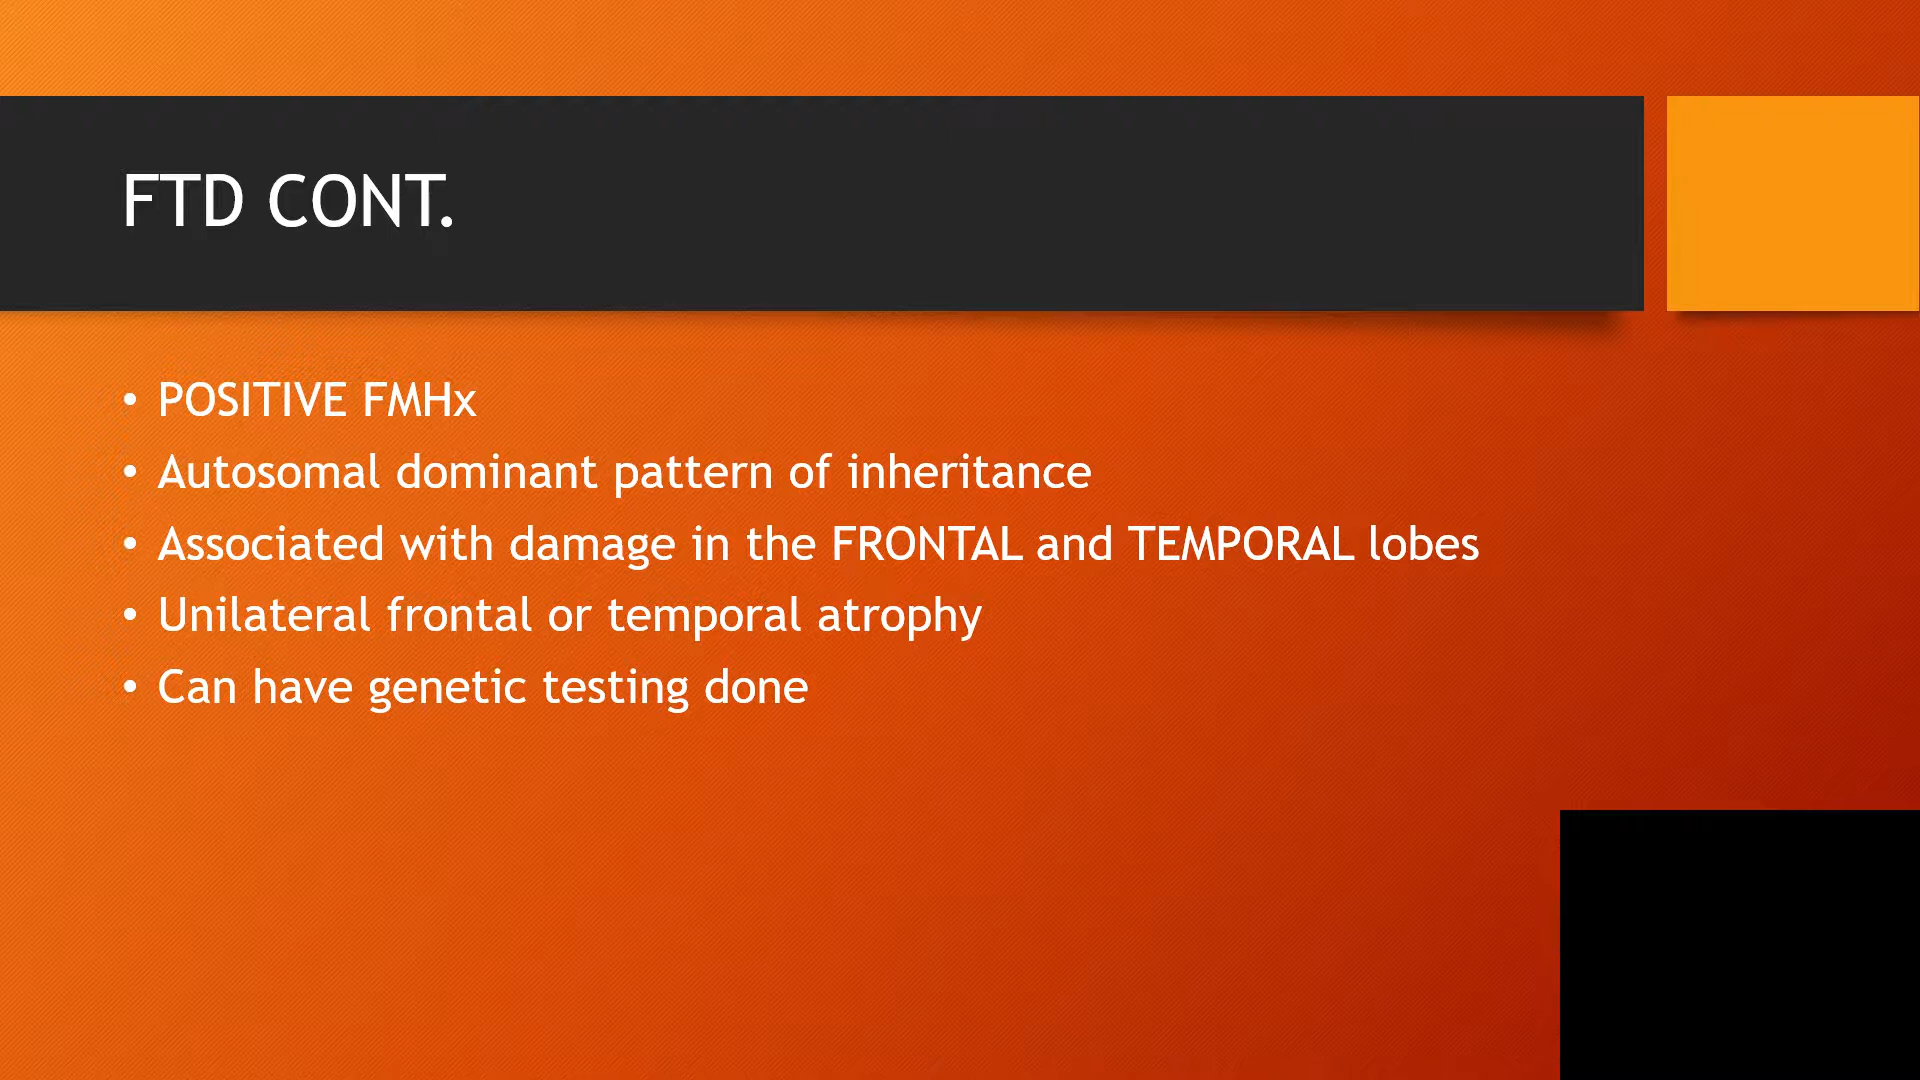 FTD CONT.
• POSITIVE FMHx
• Autosomal dominant pattern of inheritance
• Associated with damage in the FRONTAL and TEMPORAL lobes
• Unilateral frontal or temporal atrophy
• Can have genetic testing done